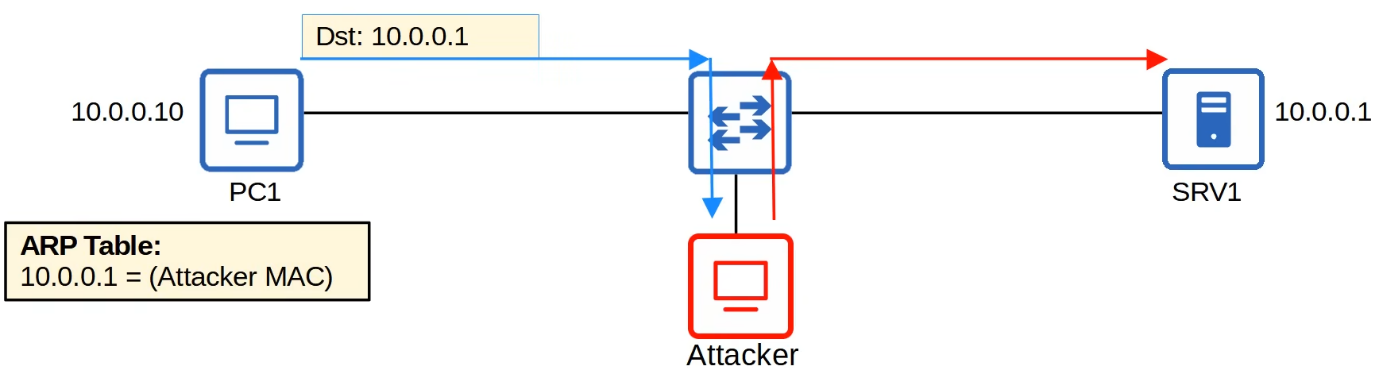 Dst: 10.0.0.1
10.0.0.10
10.0.0.1
PC1
SRV1
ARP Table:
10.0.0.1 = (Attacker MAC)
Attacker